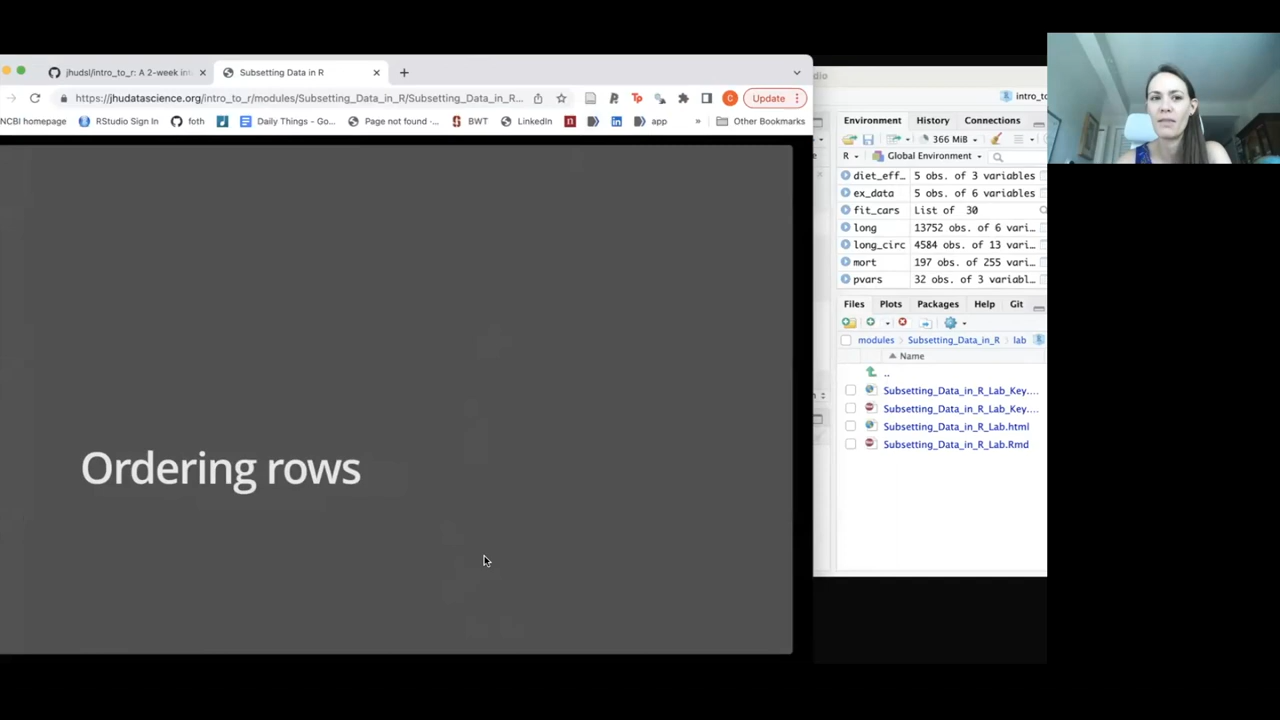 jhudsl/intro_to_r: A 2-week in
Subsetting Data in R
https://jhudatascience.org/intro_to_r/modules/Subsetting_Data_in_R/Subsetting_Data_in_R...
Update
NCBI homepage
RStudio Sign In
foth
Daily Things - Go...
Page not found ·...
BWT
LinkedIn
app
»
Other Bookmarks
Ordering rows
dio
intro_to
Environment
History
Connections
366 MiB
R
Global Environment
diet_eff… 5 obs. of 3 variables
ex_data 5 obs. of 6 variables
fit_cars List of 30
long 13752 obs. of 6 vari…
long_circ 4584 obs. of 13 vari…
mort 197 obs. of 255 vari…
pvars 32 obs. of 3 variabl…
Files
Plots
Packages
Help
Git
modules
Subsetting_Data_in_R
lab
Name
..
Subsetting_Data_in_R_Lab_Key....
Subsetting_Data_in_R_Lab_Key....
Subsetting_Data_in_R_Lab.html
Subsetting_Data_in_R_Lab.Rmd